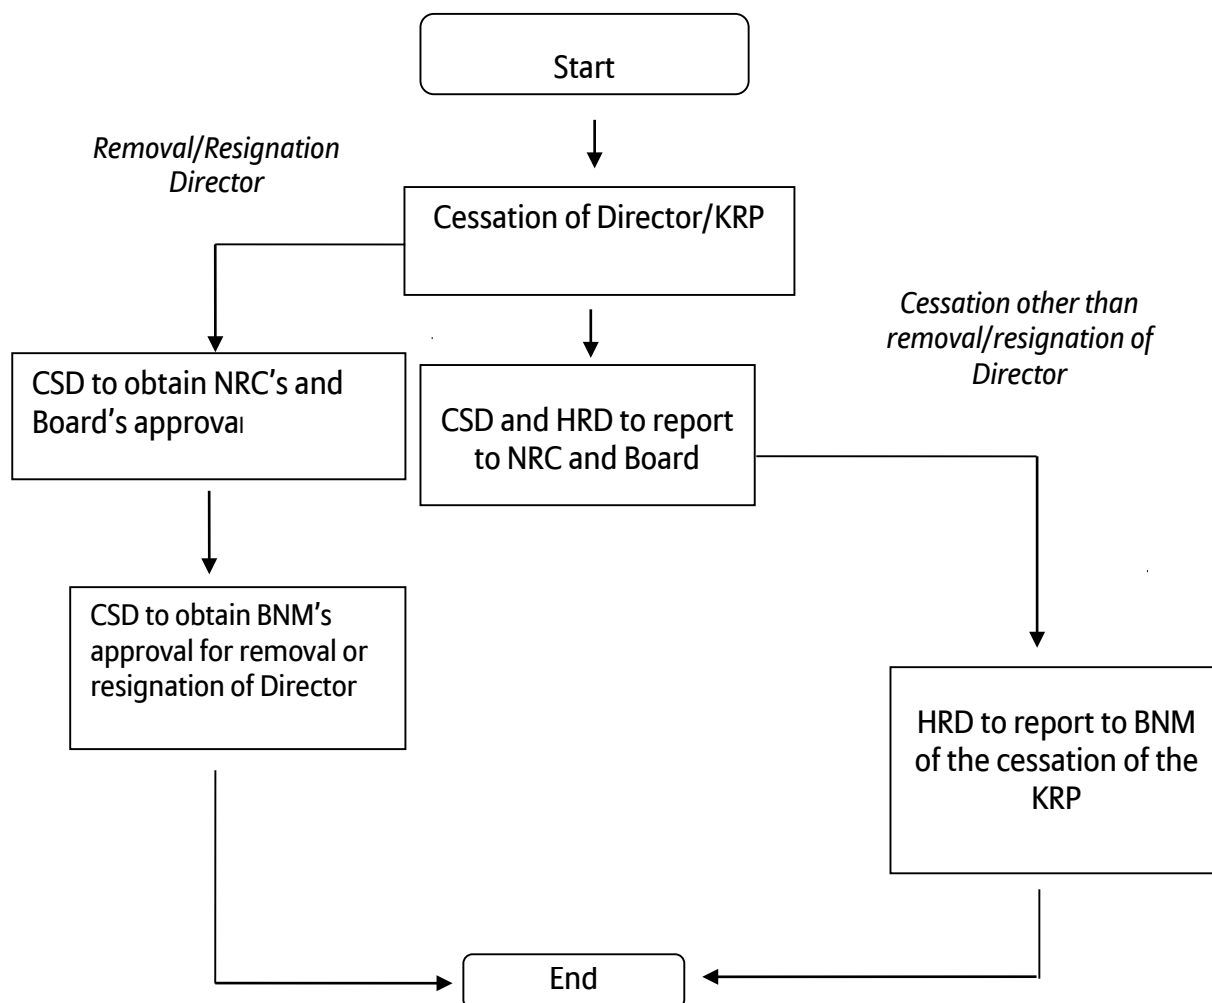 Start
Removal/Resignation
Director
Cessation of Director/KRP
Cessation other than
removal/resignation of
Director
CSD to obtain NRC's and
Board's approval
CSD and HRD to report
to NRC and Board
CSD to obtain BNM's
approval for removal or
resignation of Director
HRD to report to BNM
of the cessation of the
KRP
End